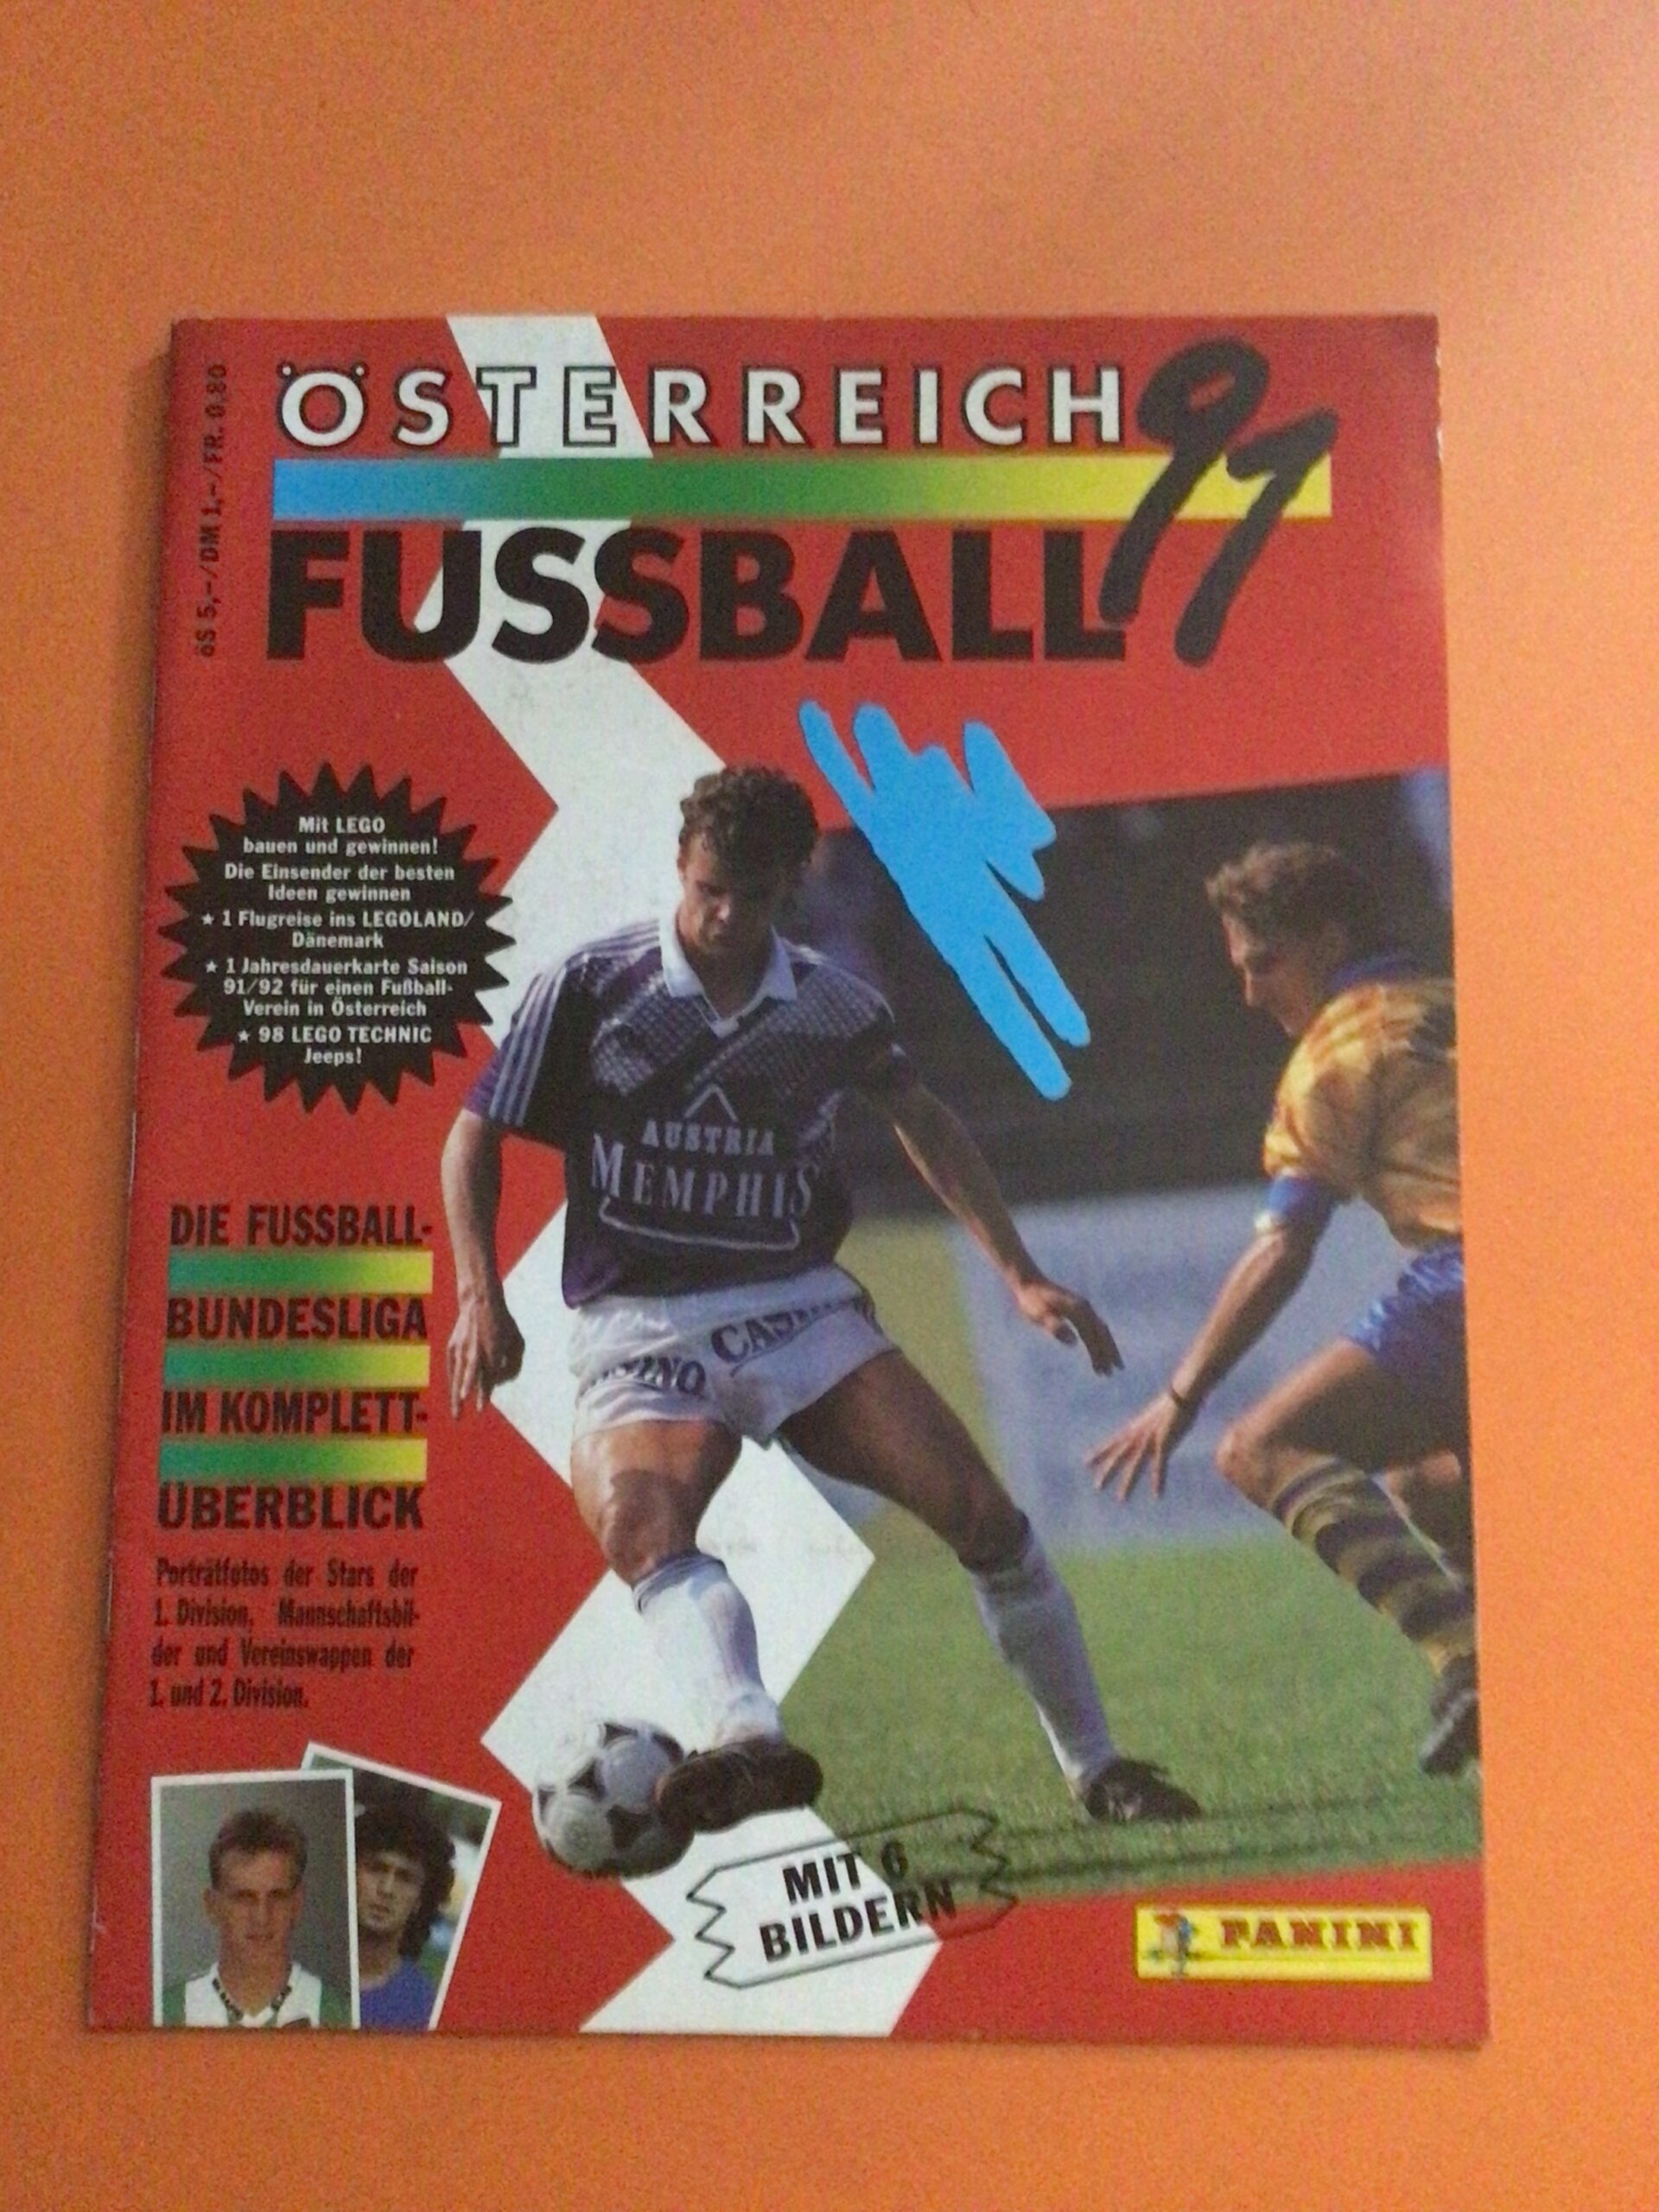 öS 5,-/DM 1,-/FR. 0,80
ÖSTERREICH 91
FUSSBALL
Mit LEGO
bauen und gewinnen!
Die Einsender der besten
Ideen gewinnen
★ 1 Flugreise ins LEGOLAND/
Dänemark
★ 1 Jahresdauerkarte Saison
91/92 für einen Fußball-
Verein in Österreich
★ 98 LEGO TECHNIC
Jeeps!
AUSTRIA
MEMPHIS
DIE FUSSBALL-
BUNDESLIGA
IM KOMPLETT-
ÜBERBLICK
Porträtfotos der Stars der
1. Division, Mannschaftsbil-
der und Vereinswappen der
1. und 2. Division.
MIT 6
BILDERN
PANINI